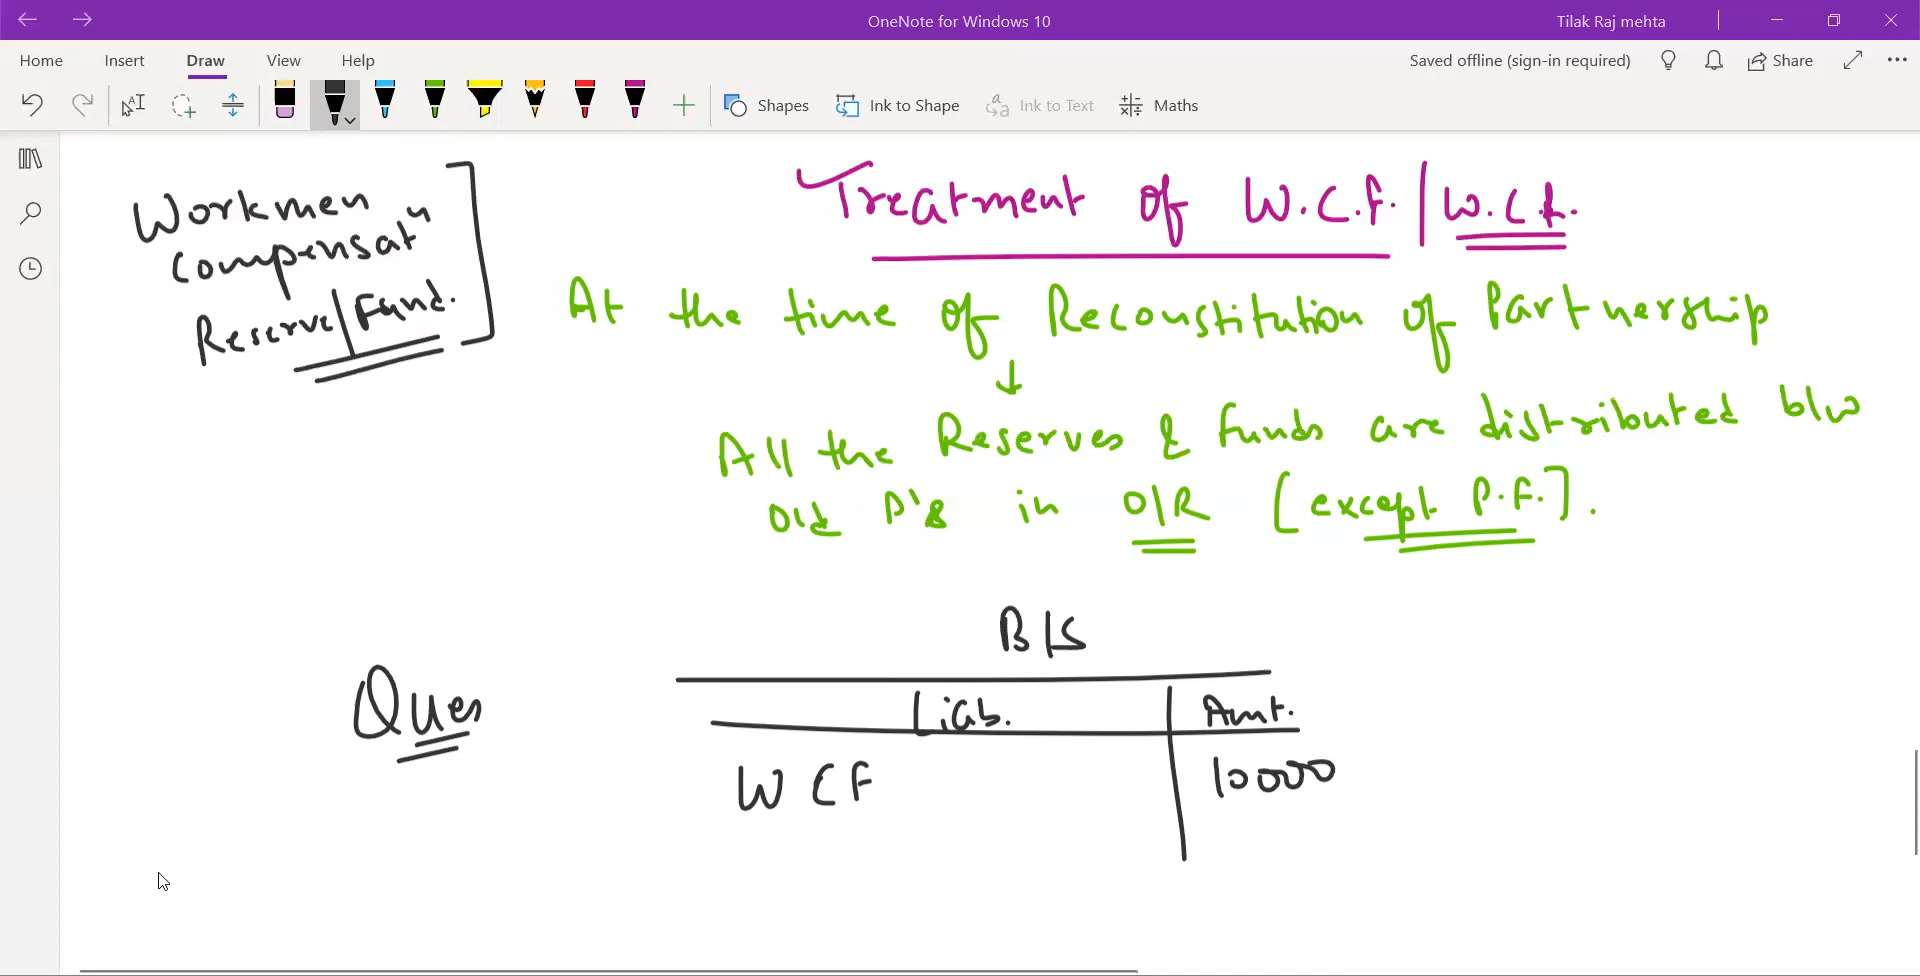 OneNote for Windows 10
Tilak Raj mehta
Home Insert Draw View Help
Saved offline (sign-in required) Share
Shapes Ink to Shape Ink to Text Maths
Workmen
Compensatn
Reserve/Fund.
Treatment of W.C.F. | W.C.R.
At the time of Reconstitution of Partnership
↓
All the Reserves & Funds are distributed b/w
Old P's in O/R [except P.F.].
Ques
B/S
Liab. Amt.
WCF 10000